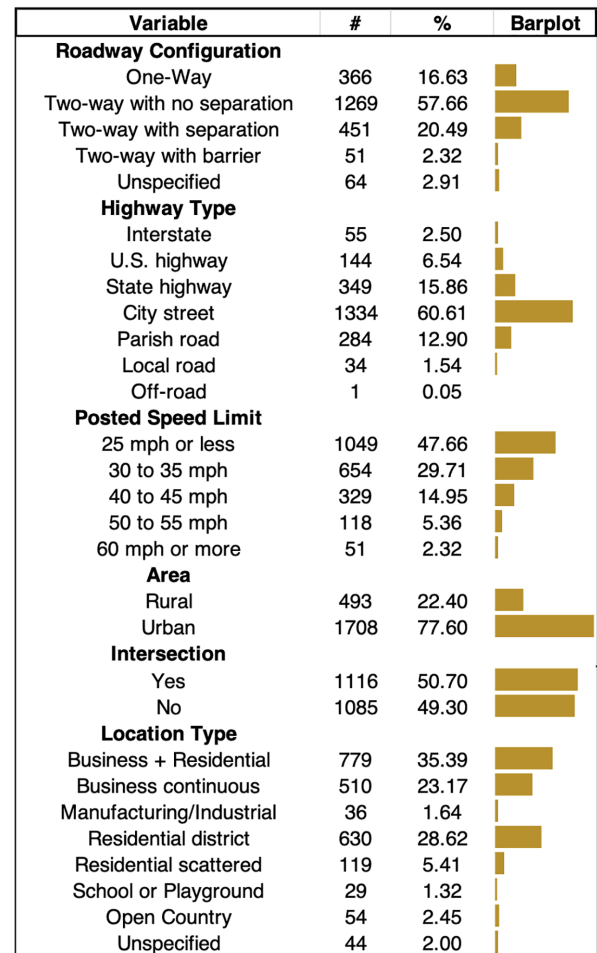 Variable # % Barplot
Roadway Configuration
One-Way 366 16.63
Two-way with no separation 1269 57.66
Two-way with separation 451 20.49
Two-way with barrier 51 2.32
Unspecified 64 2.91
Highway Type
Interstate 55 2.50
U.S. highway 144 6.54
State highway 349 15.86
City street 1334 60.61
Parish road 284 12.90
Local road 34 1.54
Off-road 1 0.05
Posted Speed Limit
25 mph or less 1049 47.66
30 to 35 mph 654 29.71
40 to 45 mph 329 14.95
50 to 55 mph 118 5.36
60 mph or more 51 2.32
Area
Rural 493 22.40
Urban 1708 77.60
Intersection
Yes 1116 50.70
No 1085 49.30
Location Type
Business + Residential 779 35.39
Business continuous 510 23.17
Manufacturing/Industrial 36 1.64
Residential district 630 28.62
Residential scattered 119 5.41
School or Playground 29 1.32
Open Country 54 2.45
Unspecified 44 2.00